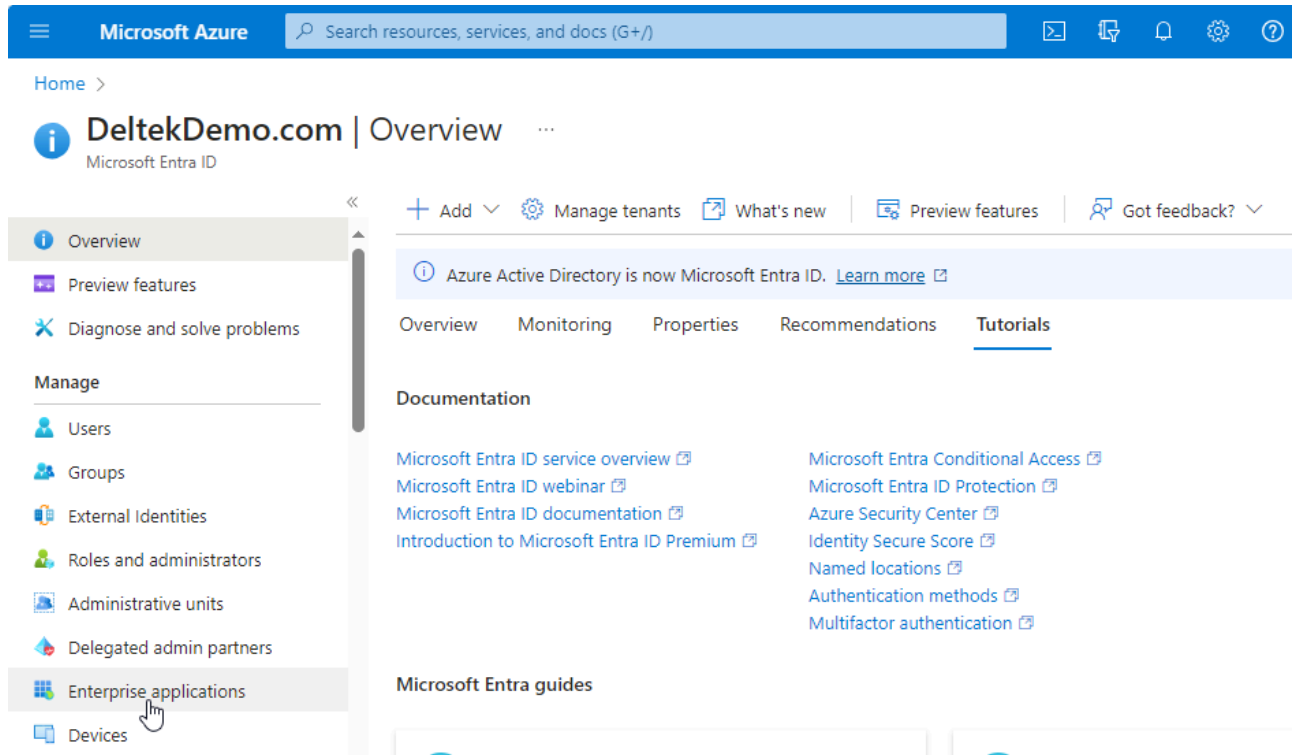 Microsoft Azure
Search resources, services, and docs (G+/)
Home >
DeltekDemo.com | Overview ...
Microsoft Entra ID
«
Overview
Preview features
Diagnose and solve problems
Manage
Users
Groups
External Identities
Roles and administrators
Administrative units
Delegated admin partners
Enterprise applications
Devices
+ Add
Manage tenants
What's new
Preview features
Got feedback?
Azure Active Directory is now Microsoft Entra ID. Learn more
Overview
Monitoring
Properties
Recommendations
Tutorials
Documentation
Microsoft Entra ID service overview
Microsoft Entra ID webinar
Microsoft Entra ID documentation
Introduction to Microsoft Entra ID Premium
Microsoft Entra Conditional Access
Microsoft Entra ID Protection
Azure Security Center
Identity Secure Score
Named locations
Authentication methods
Multifactor authentication
Microsoft Entra guides